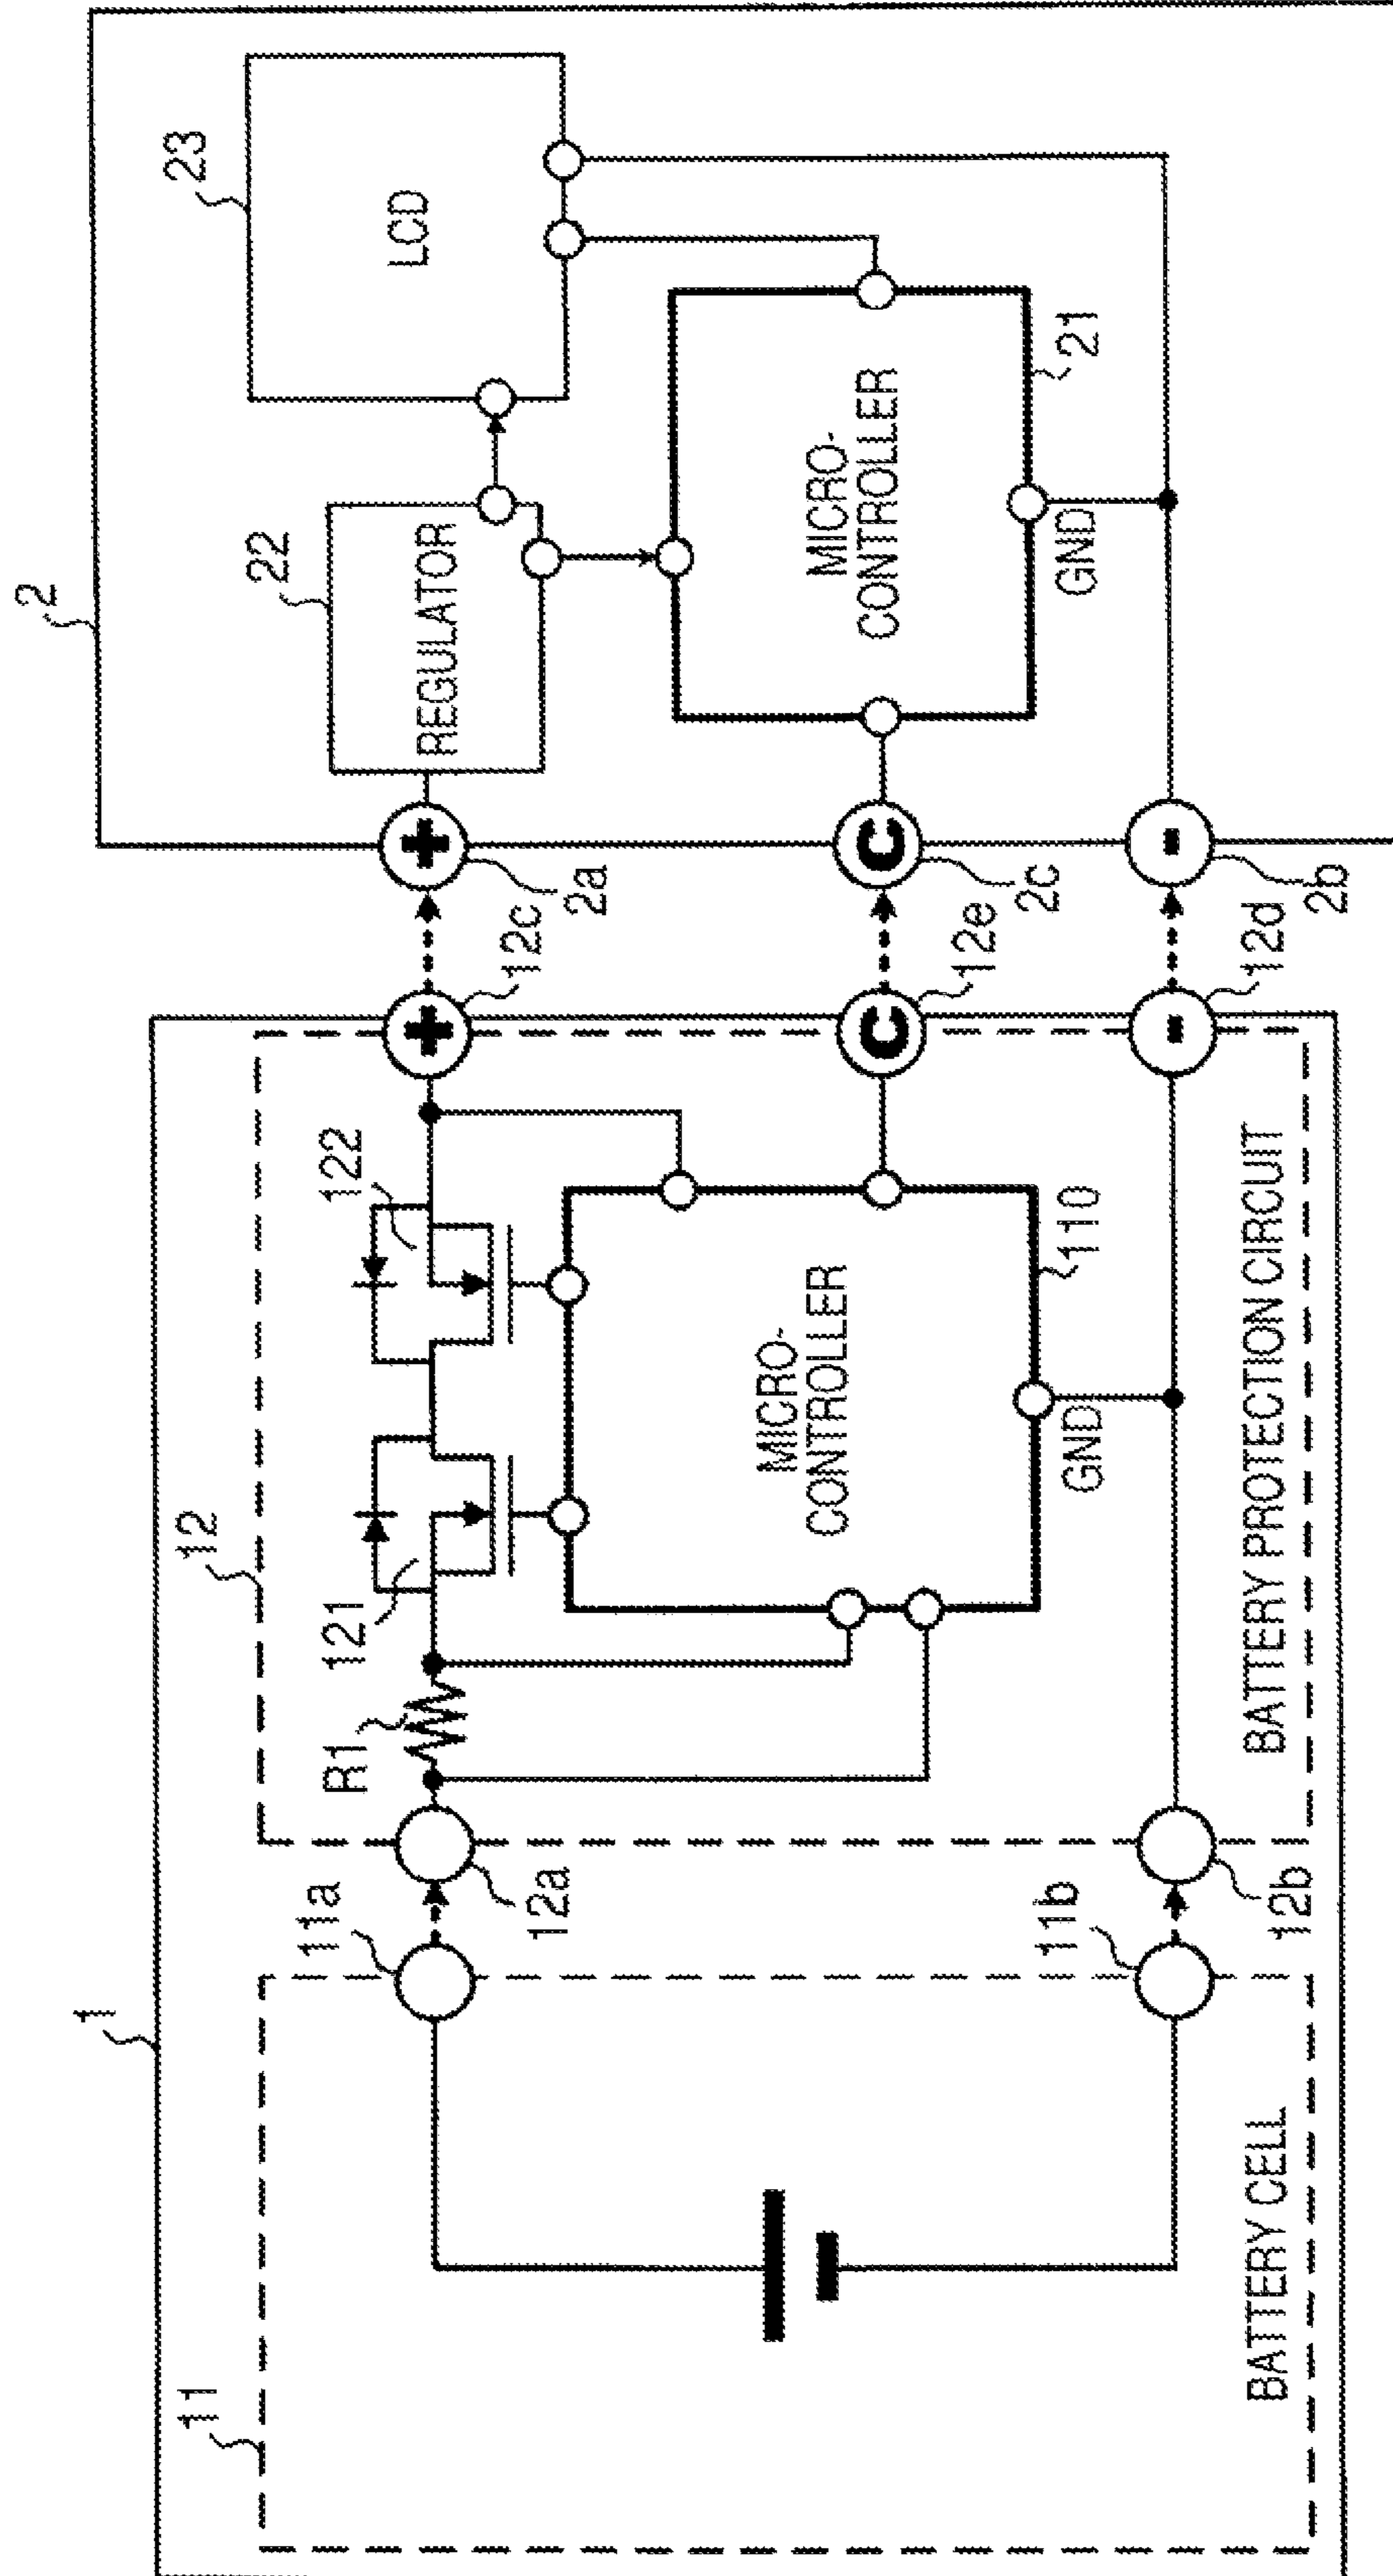 1
2
11
12
22
23
11a
12a
R1
121
122
12c
2a
REGULATOR
LCD
+
+
MICRO-
CONTROLLER
110
GND
C
12e
C
2c
MICRO-
CONTROLLER
21
GND
11b
12b
-
12d
-
2b
BATTERY CELL
BATTERY PROTECTION CIRCUIT